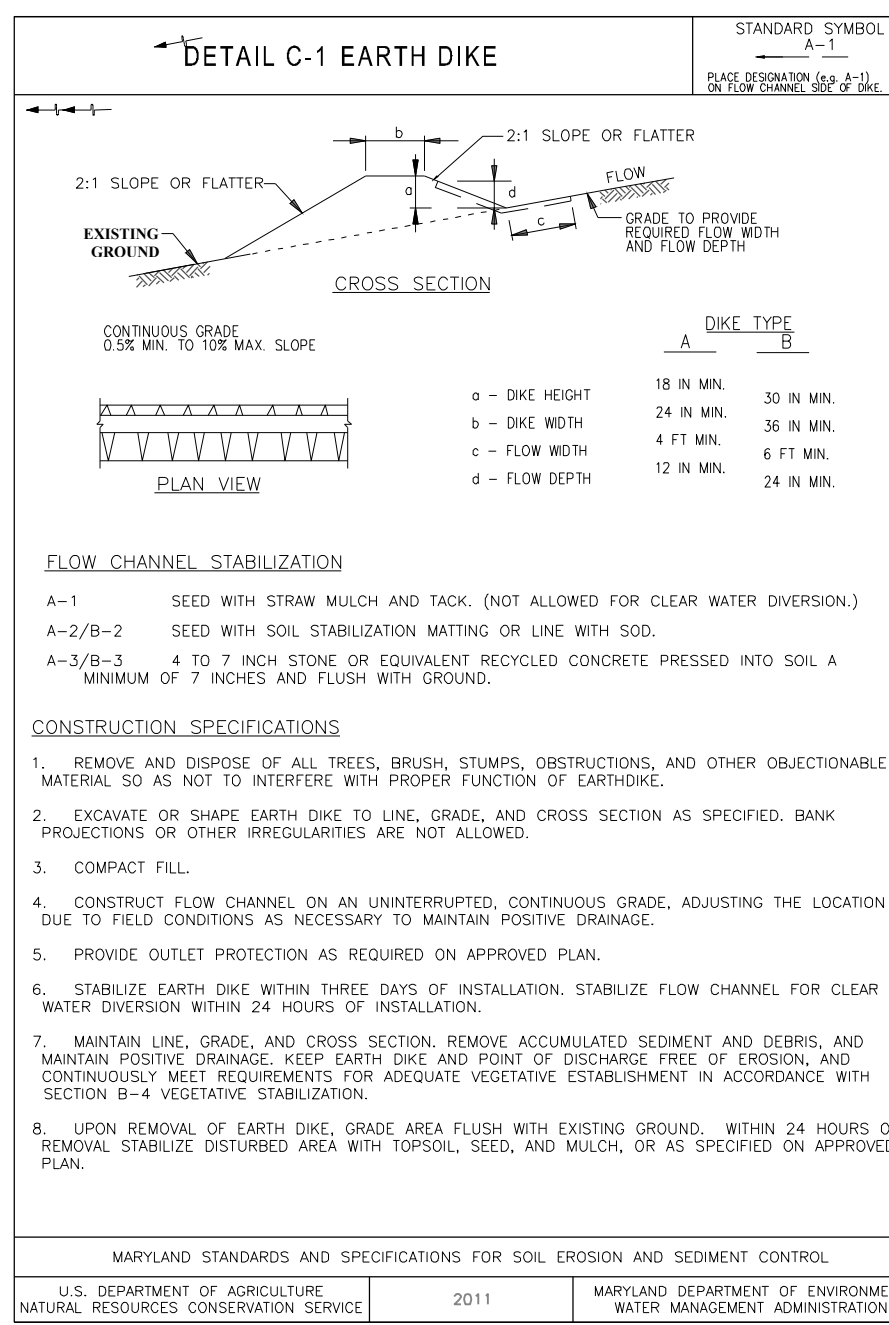 DETAIL C-1 EARTH DIKE
STANDARD SYMBOL
A-1
PLACE DESIGNATION (e.g. A-1)
ON FLOW CHANNEL SIDE OF DIKE.
b
2:1 SLOPE OR FLATTER
2:1 SLOPE OR FLATTER
a
d
FLOW
c
EXISTING
GROUND
GRADE TO PROVIDE
REQUIRED FLOW WIDTH
AND FLOW DEPTH
CROSS SECTION
CONTINUOUS GRADE
0.5% MIN. TO 10% MAX. SLOPE
PLAN VIEW
DIKE TYPE
A B
a - DIKE HEIGHT 18 IN MIN. 30 IN MIN.
b - DIKE WIDTH 24 IN MIN. 36 IN MIN.
c - FLOW WIDTH 4 FT MIN. 6 FT MIN.
d - FLOW DEPTH 12 IN MIN. 24 IN MIN.
FLOW CHANNEL STABILIZATION
A-1 SEED WITH STRAW MULCH AND TACK. (NOT ALLOWED FOR CLEAR WATER DIVERSION.)
A-2/B-2 SEED WITH SOIL STABILIZATION MATTING OR LINE WITH SOD.
A-3/B-3 4 TO 7 INCH STONE OR EQUIVALENT RECYCLED CONCRETE PRESSED INTO SOIL A
MINIMUM OF 7 INCHES AND FLUSH WITH GROUND.
CONSTRUCTION SPECIFICATIONS
1. REMOVE AND DISPOSE OF ALL TREES, BRUSH, STUMPS, OBSTRUCTIONS, AND OTHER OBJECTIONABLE
MATERIAL SO AS NOT TO INTERFERE WITH PROPER FUNCTION OF EARTHDIKE.
2. EXCAVATE OR SHAPE EARTH DIKE TO LINE, GRADE, AND CROSS SECTION AS SPECIFIED. BANK
PROJECTIONS OR OTHER IRREGULARITIES ARE NOT ALLOWED.
3. COMPACT FILL.
4. CONSTRUCT FLOW CHANNEL ON AN UNINTERRUPTED, CONTINUOUS GRADE, ADJUSTING THE LOCATION
DUE TO FIELD CONDITIONS AS NECESSARY TO MAINTAIN POSITIVE DRAINAGE.
5. PROVIDE OUTLET PROTECTION AS REQUIRED ON APPROVED PLAN.
6. STABILIZE EARTH DIKE WITHIN THREE DAYS OF INSTALLATION. STABILIZE FLOW CHANNEL FOR CLEAR
WATER DIVERSION WITHIN 24 HOURS OF INSTALLATION.
7. MAINTAIN LINE, GRADE, AND CROSS SECTION. REMOVE ACCUMULATED SEDIMENT AND DEBRIS, AND
MAINTAIN POSITIVE DRAINAGE. KEEP EARTH DIKE AND POINT OF DISCHARGE FREE OF EROSION, AND
CONTINUOUSLY MEET REQUIREMENTS FOR ADEQUATE VEGETATIVE ESTABLISHMENT IN ACCORDANCE WITH
SECTION B-4 VEGETATIVE STABILIZATION.
8. UPON REMOVAL OF EARTH DIKE, GRADE AREA FLUSH WITH EXISTING GROUND. WITHIN 24 HOURS
REMOVAL STABILIZE DISTURBED AREA WITH TOPSOIL, SEED, AND MULCH, OR AS SPECIFIED ON APPROVED
PLAN.
MARYLAND STANDARDS AND SPECIFICATIONS FOR SOIL EROSION AND SEDIMENT CONTROL
U.S. DEPARTMENT OF AGRICULTURE
NATURAL RESOURCES CONSERVATION SERVICE
2011
MARYLAND DEPARTMENT OF ENVIRONME
WATER MANAGEMENT ADMINISTRATION